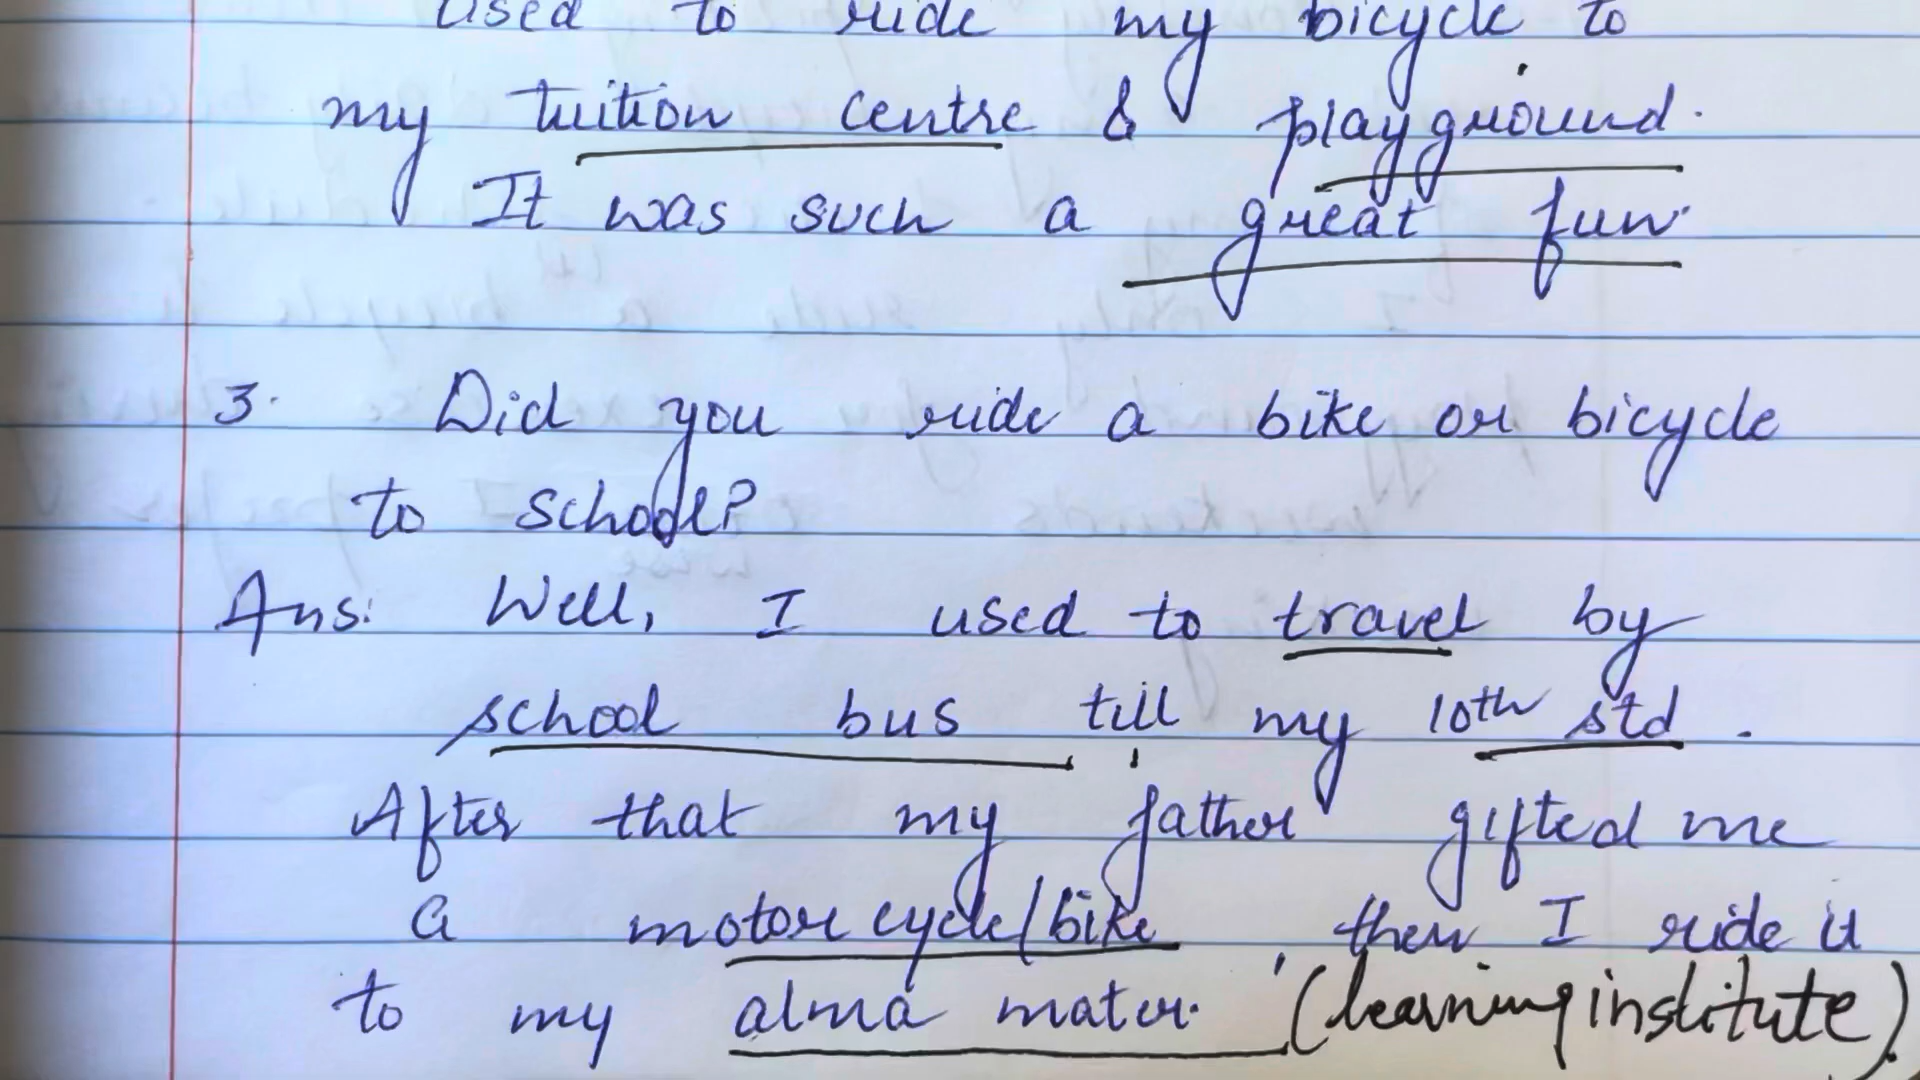 used to ride my bicycle to
my tuition centre & playground.
It was such a great fun.
3. Did you ride a bike or bicycle
to school?
Ans: Well, I used to travel by
school bus till my 10th std.
After that my father gifted me
a motorcycle/bike, then I ride it
to my alma mater. (learning institute)